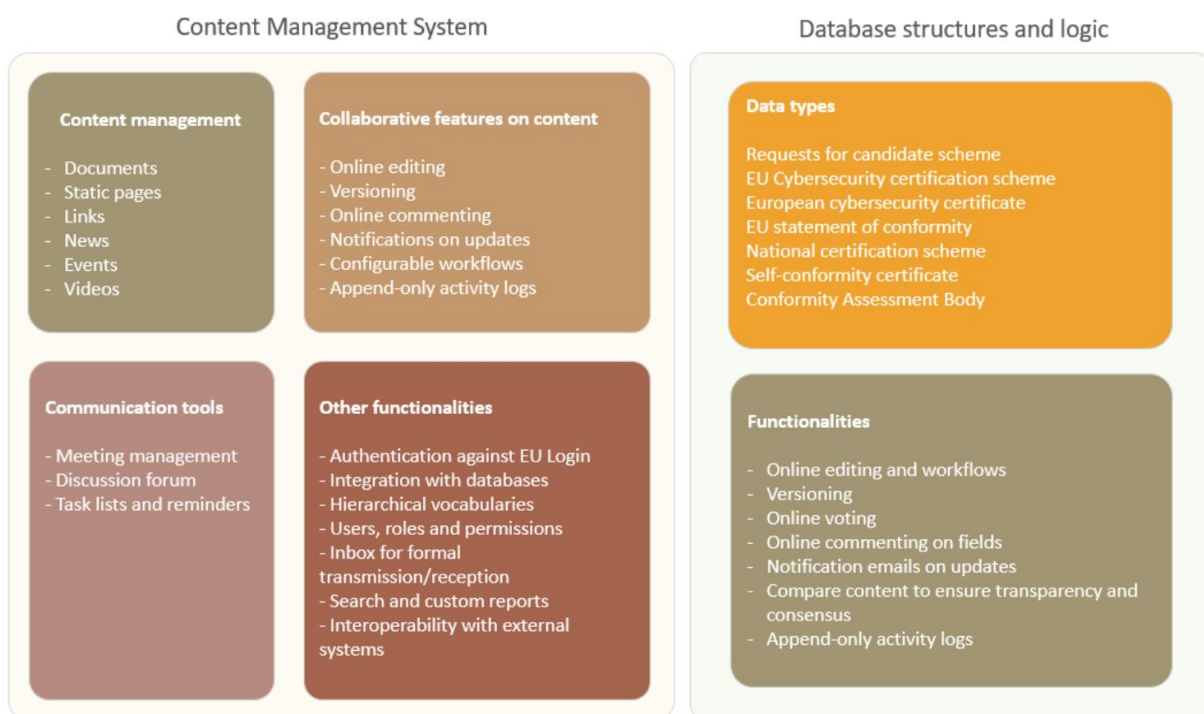 Content Management System
Content management
- Documents
- Static pages
- Links
- News
- Events
- Videos
Collaborative features on content
- Online editing
- Versioning
- Online commenting
- Notifications on updates
- Configurable workflows
- Append-only activity logs
Communication tools
- Meeting management
- Discussion forum
- Task lists and reminders
Other functionalities
- Authentication against EU Login
- Integration with databases
- Hierarchical vocabularies
- Users, roles and permissions
- Inbox for formal
transmission/reception
- Search and custom reports
- Interoperability with external
systems
Database structures and logic
Data types
Requests for candidate scheme
EU Cybersecurity certification scheme
European cybersecurity certificate
EU statement of conformity
National certification scheme
Self-conformity certificate
Conformity Assessment Body
Functionalities
- Online editing and workflows
- Versioning
- Online voting
- Online commenting on fields
- Notification emails on updates
- Compare content to ensure transparency and
consensus
- Append-only activity logs